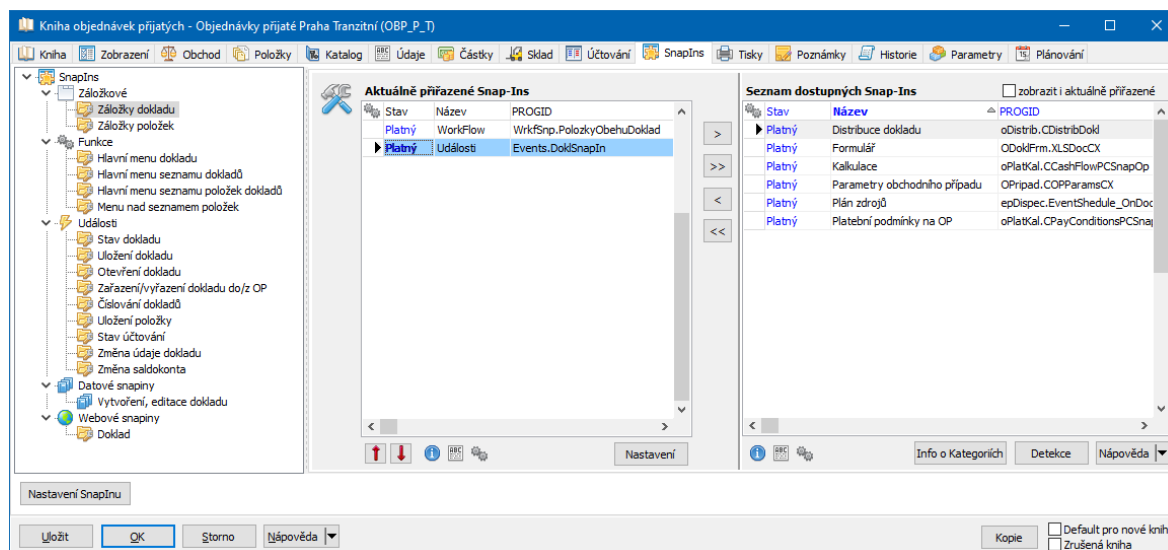 Kniha objednávek přijatých - Objednávky přijaté Praha Tranzitní (OBP_P_T)
Kniha Zobrazení Obchod Položky Katalog Údaje Částky Sklad Účtování SnapIns Tisky Poznámky Historie Parametry Plánování
SnapIns
Záložkové
Záložky dokladu
Záložky položek
Funkce
Hlavní menu dokladu
Hlavní menu seznamu dokladů
Hlavní menu seznamu položek dokladů
Menu nad seznamem položek
Události
Stav dokladu
Uložení dokladu
Otevření dokladu
Zařazení/vyřazení dokladu do/z OP
Číslování dokladů
Uložení položky
Stav účtování
Změna údaje dokladu
Změna saldokonta
Datové snapiny
Vytvoření, editace dokladu
Webové snapiny
Doklad
Aktuálně přiřazené Snap-Ins
Stav Název PROGID
Platný WorkFlow WrkfSnp.PolozkyObehuDoklad
Platný Události Events.DoklSnapIn
>
>>
<
<<
Nastavení
Seznam dostupných Snap-Ins zobrazit i aktuálně přiřazené
Stav Název PROGID
Platný Distribuce dokladu oDistrib.CDistribDokl
Platný Formulář ODoklFrm.XLSDocCX
Platný Kalkulace oPlatKal.CCashFlowPCSnapOp
Platný Parametry obchodního případu OPripad.COPParamsCX
Platný Plán zdrojů epDispec.EventShedule_OnDoc
Platný Platební podmínky na OP oPlatKal.CPayConditionsPCSnap
Info o Kategoriích Detekce Nápověda
Nastavení SnapInu
Uložit OK Storno Nápověda Kopie
Default pro nové knih
Zrušená kniha